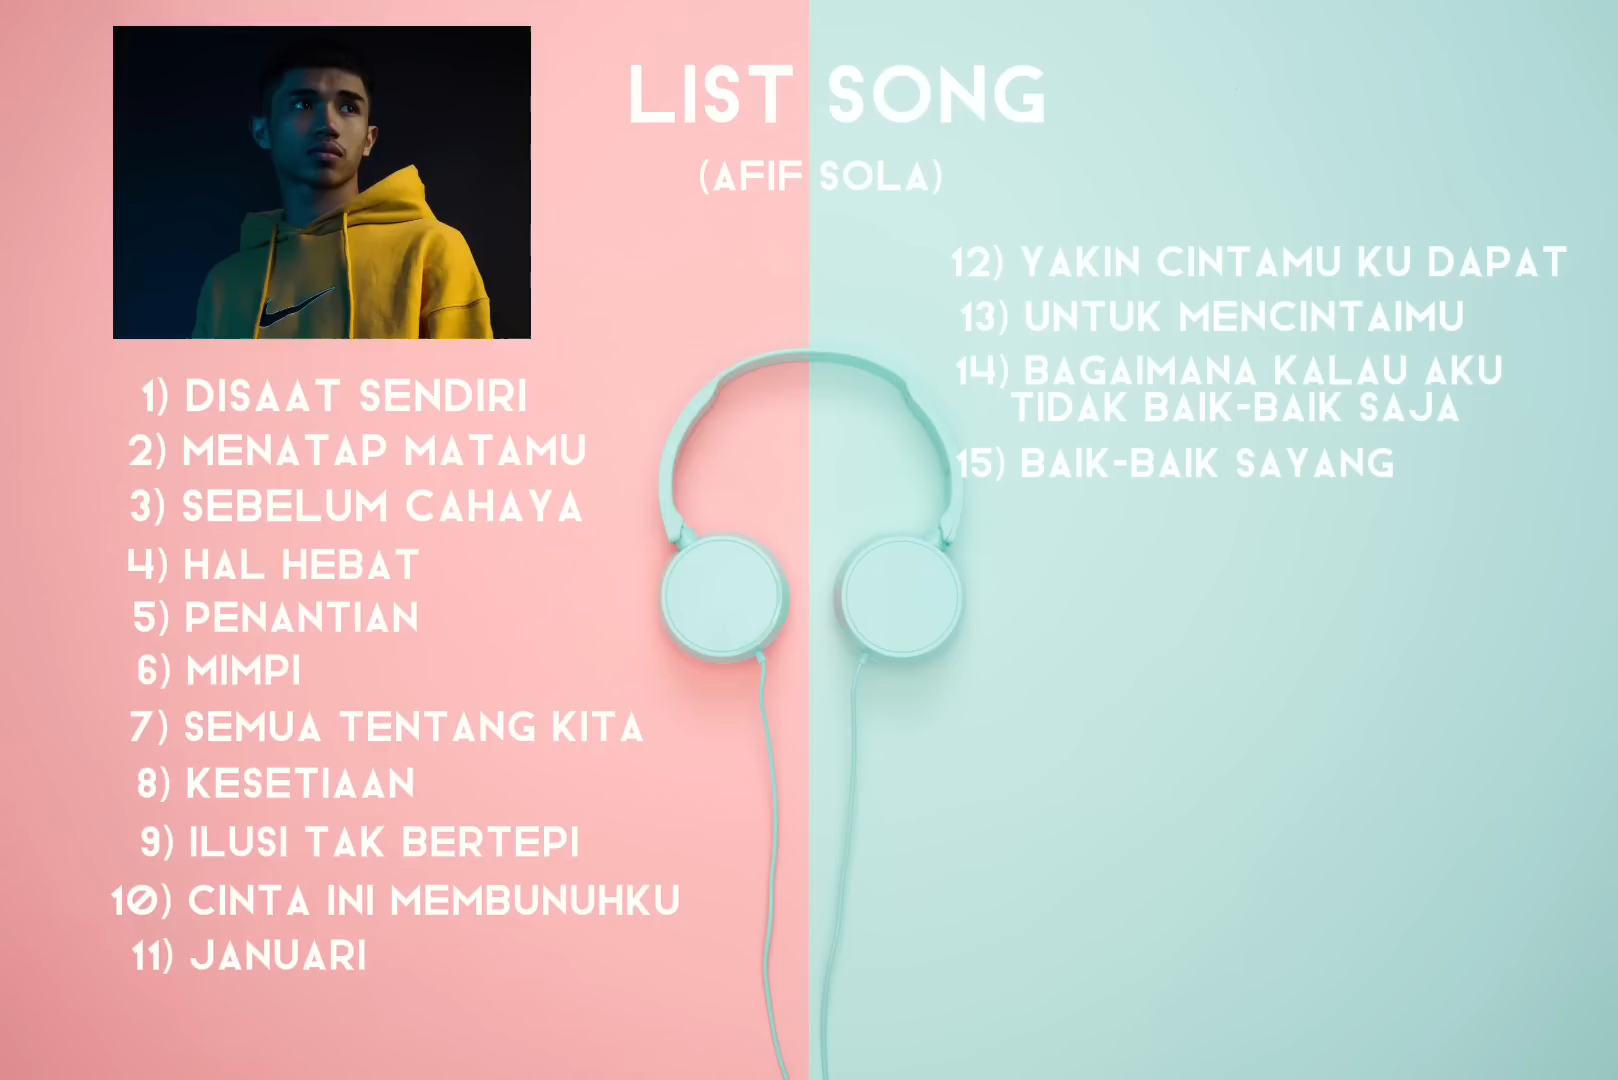 LIST SONG
(AFIF SOLA)
1) DISAAT SENDIRI
2) MENATAP MATAMU
3) SEBELUM CAHAYA
4) HAL HEBAT
5) PENANTIAN
6) MIMPI
7) SEMUA TENTANG KITA
8) KESETIAAN
9) ILUSI TAK BERTEPI
10) CINTA INI MEMBUNUHKU
11) JANUARI
12) YAKIN CINTAMU KU DAPAT
13) UNTUK MENCINTAIMU
14) BAGAIMANA KALAU AKU
TIDAK BAIK-BAIK SAJA
15) BAIK-BAIK SAYANG